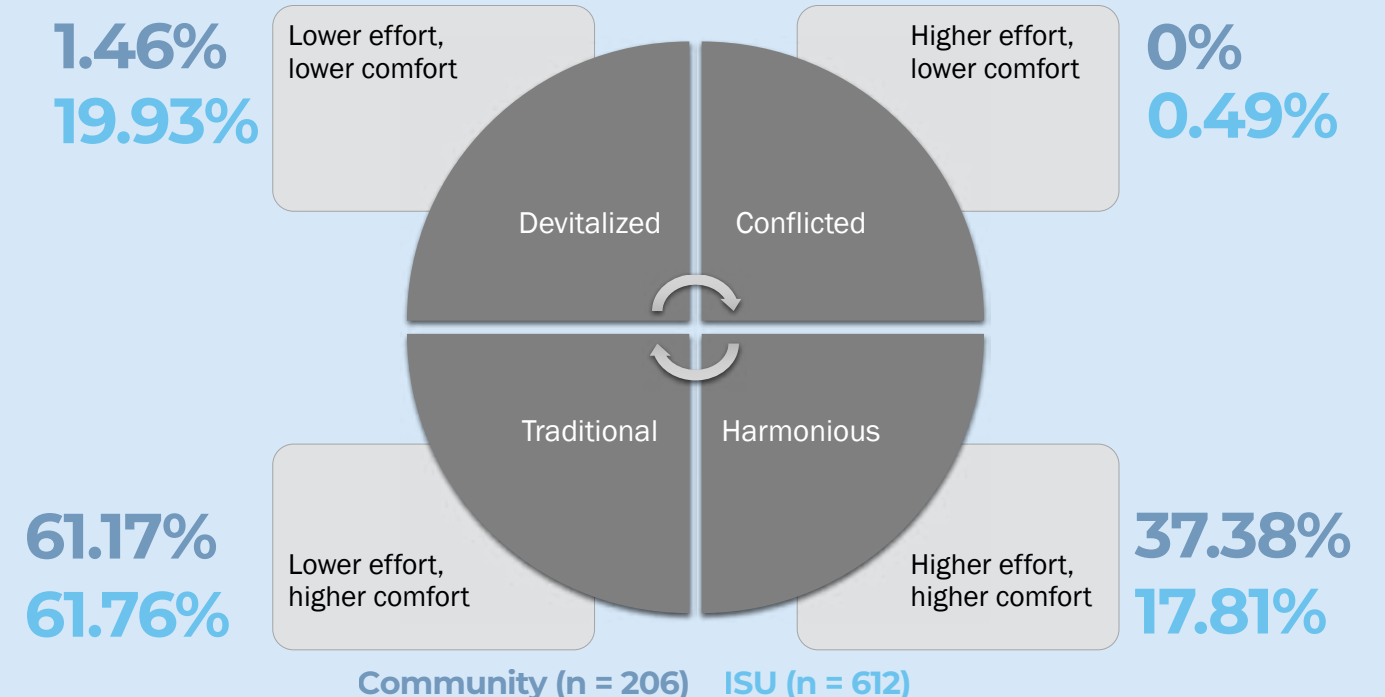 1.46%
19.93%
Lower effort,
lower comfort
Higher effort,
lower comfort
0%
0.49%
Devitalized
Conflicted
Traditional
Harmonious
61.17%
61.76%
Lower effort,
higher comfort
Higher effort,
higher comfort
37.38%
17.81%
Community (n = 206) ISU (n = 612)